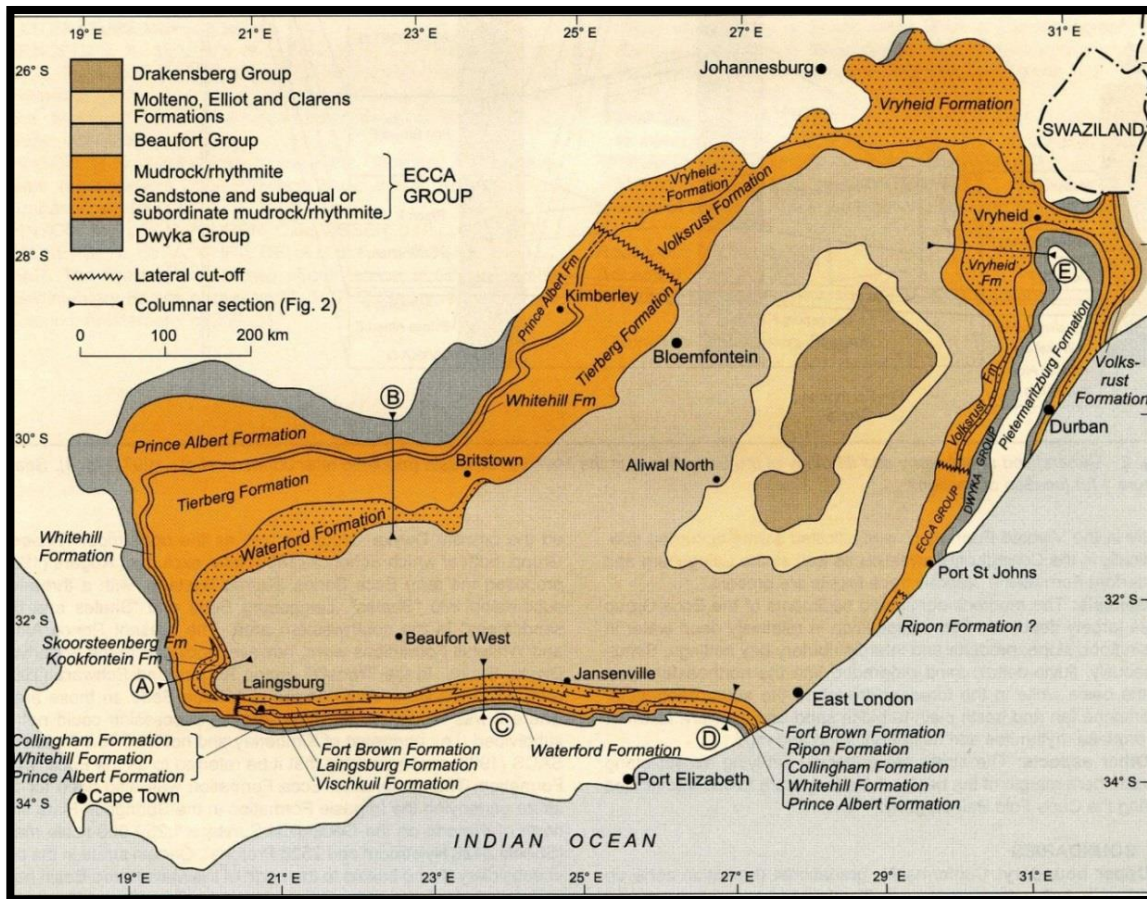 19° E
21° E
23° E
25° E
27° E
31° E
26° S
28° S
30° S
32° S
34° S
Drakensberg Group
Molteno, Elliot and Clarens
Formations
Beaufort Group
Mudrock/rhythmite
Sandstone and subequal or
subordinate mudrock/rhythmite
ECCA
GROUP
Dwyka Group
Lateral cut-off
Columnar section (Fig. 2)
0 100 200 km
Johannesburg
Vryheid Formation
SWAZILAND
Vryheid
Formation
Volksrust Formation
Vryheid
Vryheid
Fm
E
Prince Albert Fm
Kimberley
Tierberg Formation
Bloemfontein
Whitehill Fm
Pietermaritzburg Formation
Volks-
rust
Formation
Durban
Volksrust Fm
DWYKA GROUP
ECCA GROUP
B
Prince Albert Formation
Tierberg Formation
Britstown
Aliwal North
Waterford Formation
Whitehill
Formation
Port St Johns
32° S
Ripon Formation ?
Skoorsteenberg Fm
Kookfontein Fm
A
Beaufort West
Laingsburg
Jansenville
C
D
East London
Collingham Formation
Whitehill Formation
Prince Albert Formation
Fort Brown Formation
Laingsburg Formation
Vischkuil Formation
Waterford Formation
Port Elizabeth
Fort Brown Formation
Ripon Formation
Collingham Formation
Whitehill Formation
Prince Albert Formation
Cape Town
34° S
INDIAN OCEAN
19° E
21° E
23° E
25° E
27° E
29° E
31° E